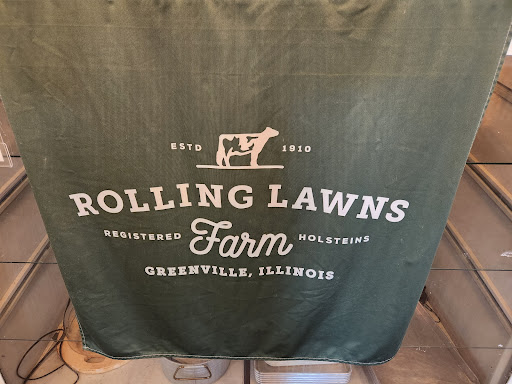 ESTD 1910
ROLLING LAWNS
REGISTERED Farm HOLSTEINS
GREENVILLE, ILLINOIS